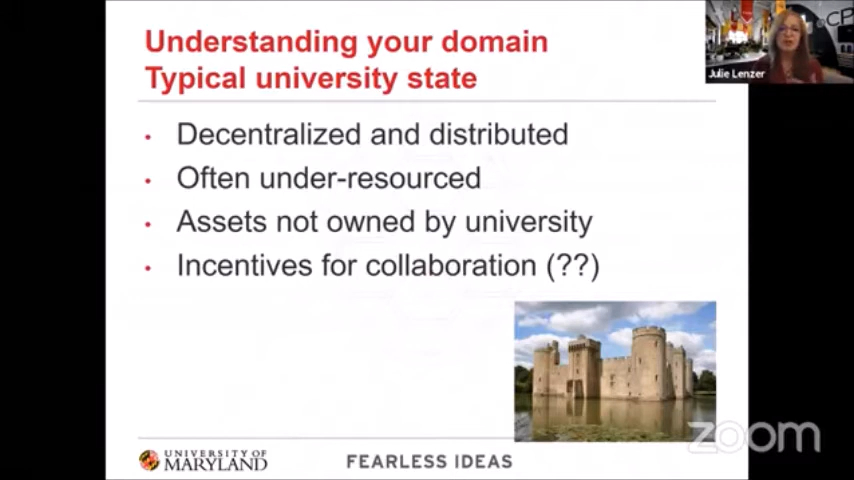 Understanding your domain
Typical university state
• Decentralized and distributed
• Often under-resourced
• Assets not owned by university
• Incentives for collaboration (??)
Julie Lenzer
zoom
UNIVERSITY OF
MARYLAND
FEARLESS IDEAS